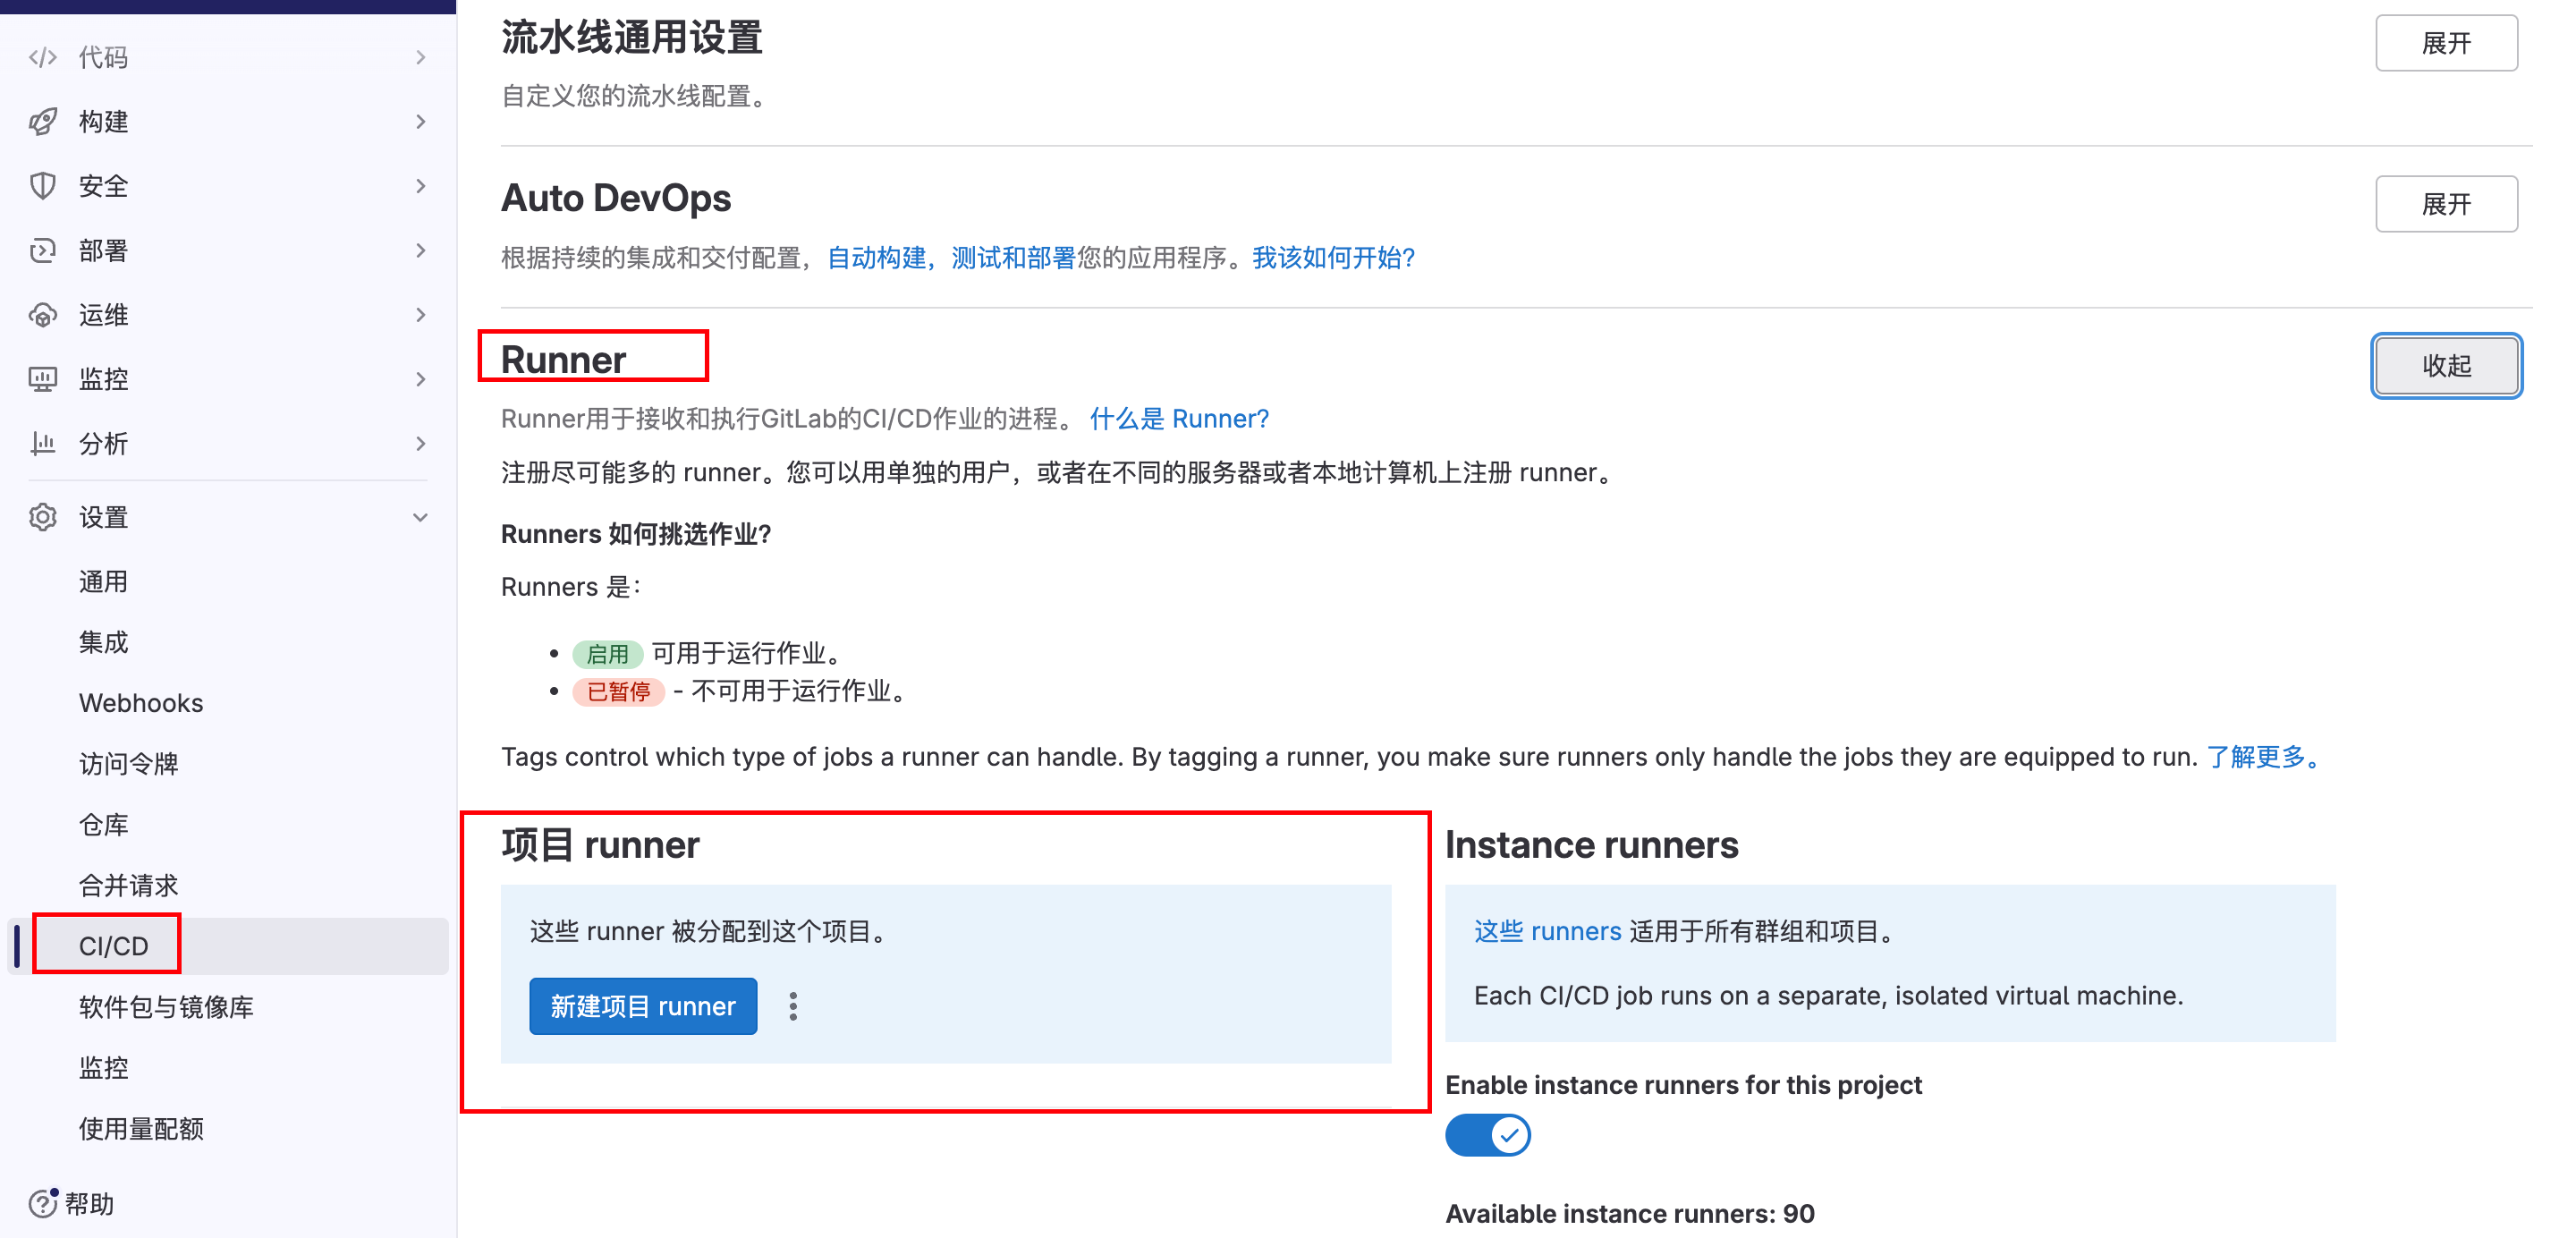 代码
构建
安全
部署
运维
监控
分析
设置
通用
集成
Webhooks
访问令牌
仓库
合并请求
CI/CD
软件包与镜像库
监控
使用量配额
帮助
流水线通用设置
展开
自定义您的流水线配置。
Auto DevOps
展开
根据持续的集成和交付配置，自动构建，测试和部署您的应用程序。我该如何开始?
Runner
收起
Runner用于接收和执行GitLab的CI/CD作业的进程。 什么是 Runner?
注册尽可能多的 runner。您可以用单独的用户，或者在不同的服务器或者本地计算机上注册 runner。
Runners 如何挑选作业?
Runners 是：
• 启用 可用于运行作业。
• 已暂停 - 不可用于运行作业。
Tags control which type of jobs a runner can handle. By tagging a runner, you make sure runners only handle the jobs they are equipped to run. 了解更多。
项目 runner
这些 runner 被分配到这个项目。
新建项目 runner
Instance runners
这些 runners 适用于所有群组和项目。
Each CI/CD job runs on a separate, isolated virtual machine.
Enable instance runners for this project
Available instance runners: 90